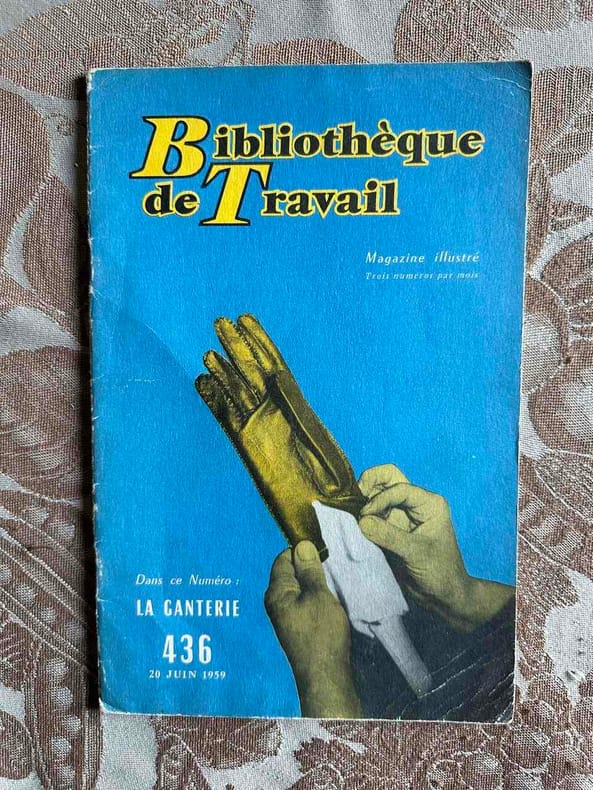 Bibliothèque
de Travail
Magazine illustré
Trois numéros par mois
Dans ce Numéro :
LA GANTERIE
436
20 JUIN 1959